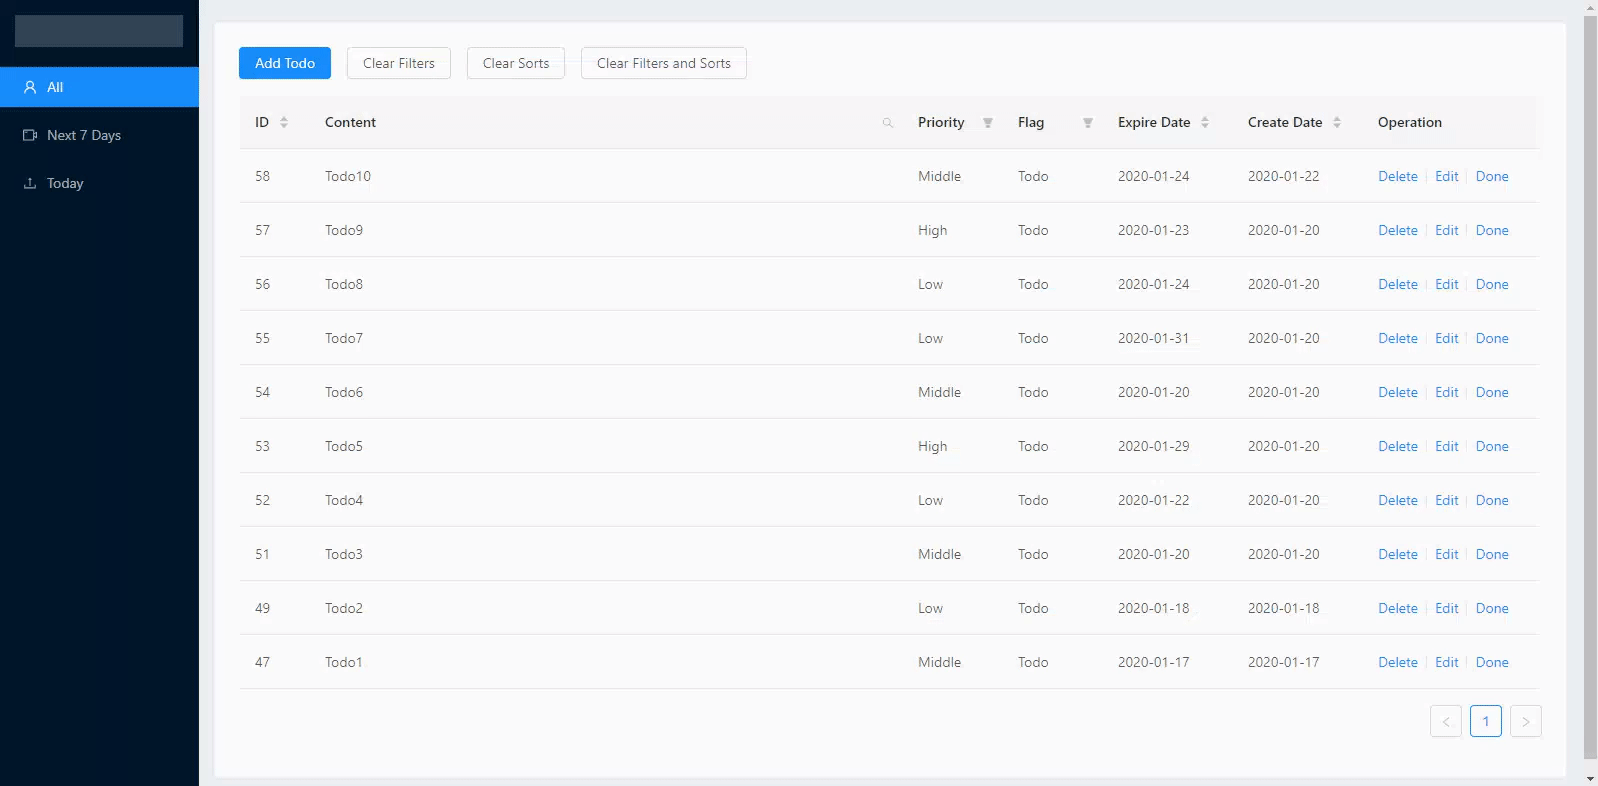 Add Todo Clear Filters Clear Sorts Clear Filters and Sorts
All
Next 7 Days
Today
ID Content Priority Flag Expire Date Create Date Operation
58 Todo10 Middle Todo 2020-01-24 2020-01-22 Delete Edit Done
57 Todo9 High Todo 2020-01-23 2020-01-20 Delete Edit Done
56 Todo8 Low Todo 2020-01-24 2020-01-20 Delete Edit Done
55 Todo7 Low Todo 2020-01-31 2020-01-20 Delete Edit Done
54 Todo6 Middle Todo 2020-01-20 2020-01-20 Delete Edit Done
53 Todo5 High Todo 2020-01-29 2020-01-20 Delete Edit Done
52 Todo4 Low Todo 2020-01-22 2020-01-20 Delete Edit Done
51 Todo3 Middle Todo 2020-01-20 2020-01-20 Delete Edit Done
49 Todo2 Low Todo 2020-01-18 2020-01-18 Delete Edit Done
47 Todo1 Middle Todo 2020-01-17 2020-01-17 Delete Edit Done
< 1 >